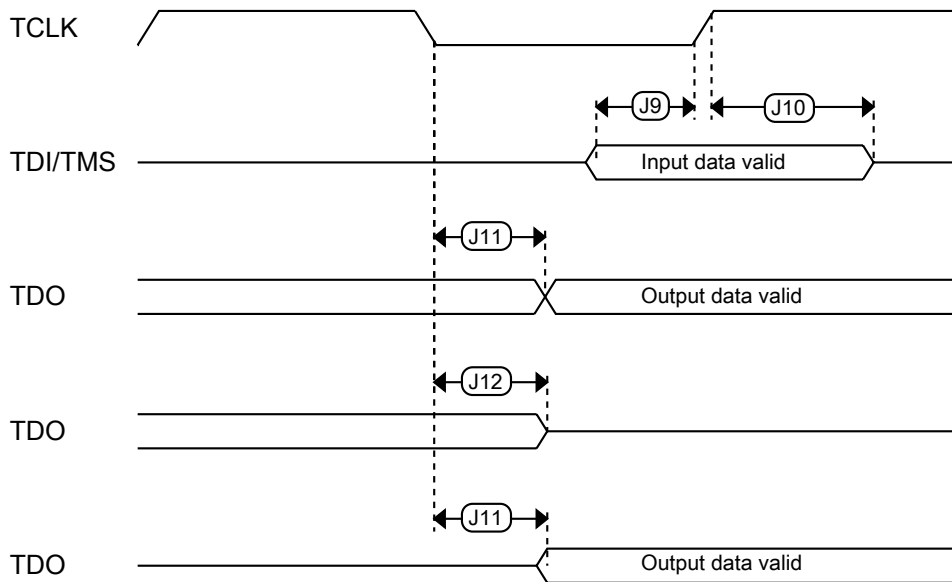 TCLK
J9
J10
TDI/TMS
Input data valid
J11
TDO
Output data valid
J12
TDO
J11
TDO
Output data valid